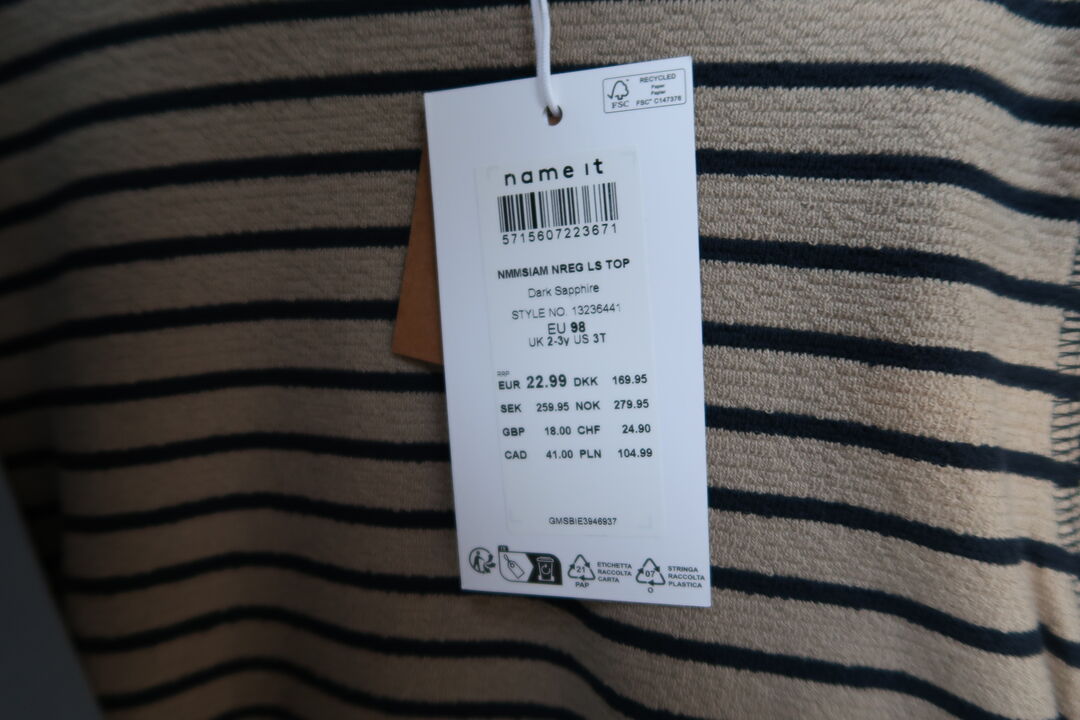 RECYCLED
Paper
Papier
FSC
FSC® C147376
name it
5715607223671
NMMSIAM NREG LS TOP
Dark Sapphire
STYLE NO. 13236441
EU 98
UK 2-3y US 3T
RRP
EUR 22.99 DKK 169.95
SEK 259.95 NOK 279.95
GBP 18.00 CHF 24.90
CAD 41.00 PLN 104.99
GMSBIE3946937
21
PAP
ETICHETTA
RACCOLTA
CARTA
07
O
STRINGA
RACCOLTA
PLASTICA